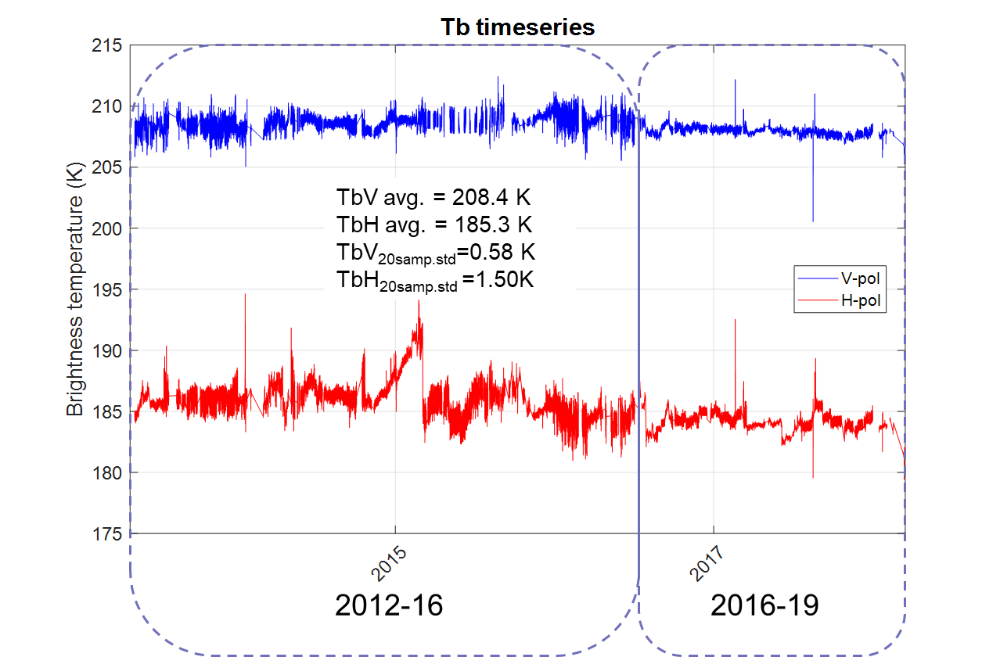 Tb timeseries
215
210
205
200
195
190
185
180
175
Brightness temperature (K)
TbV avg. = 208.4 K
TbH avg. = 185.3 K
TbV20samp.std=0.58 K
TbH20samp.std =1.50K
V-pol
H-pol
2015
2017
2012-16
2016-19